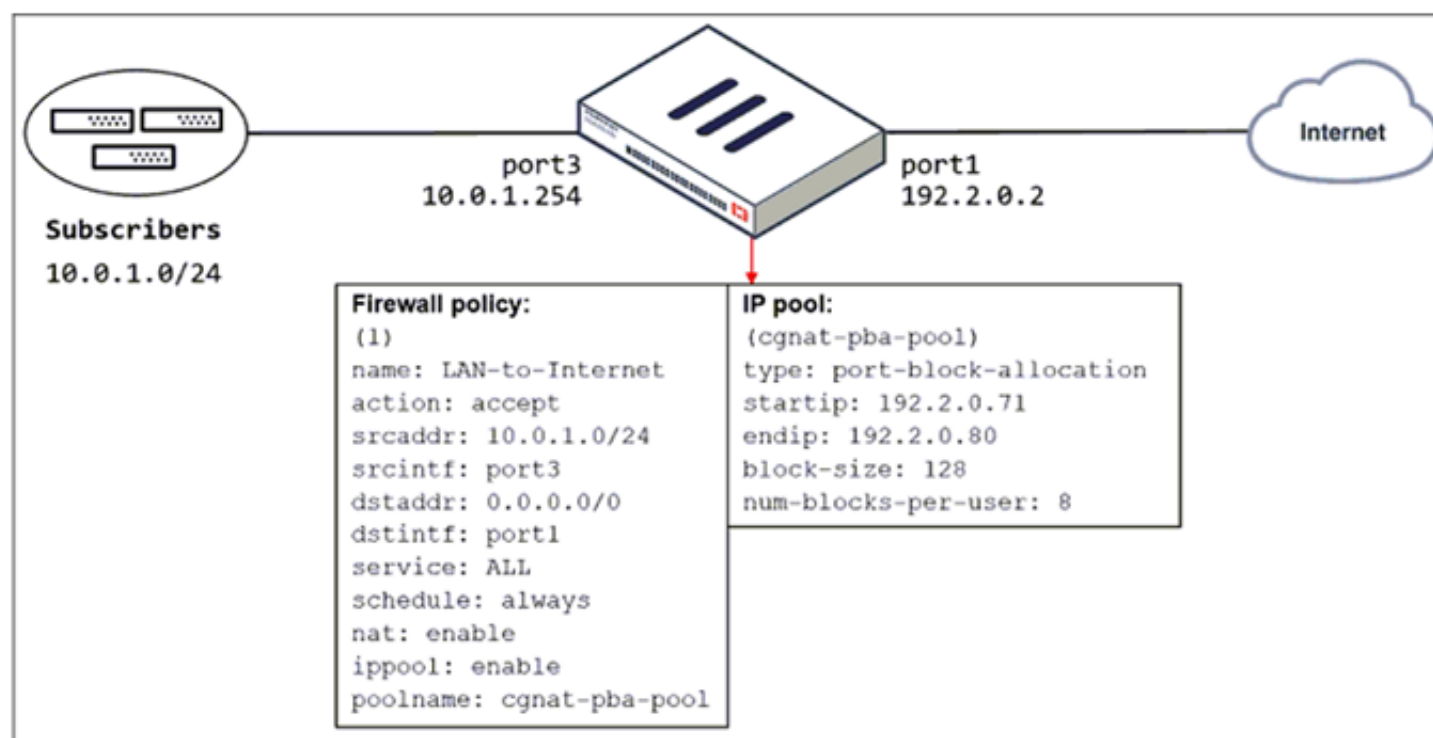 Subscribers
10.0.1.0/24
port3
10.0.1.254
port1
192.2.0.2
Internet
Firewall policy:
(1)
name: LAN-to-Internet
action: accept
srcaddr: 10.0.1.0/24
srcintf: port3
dstaddr: 0.0.0.0/0
dstintf: port1
service: ALL
schedule: always
nat: enable
ippool: enable
poolname: cgnat-pba-pool
IP pool:
(cgnat-pba-pool)
type: port-block-allocation
startip: 192.2.0.71
endip: 192.2.0.80
block-size: 128
num-blocks-per-user: 8